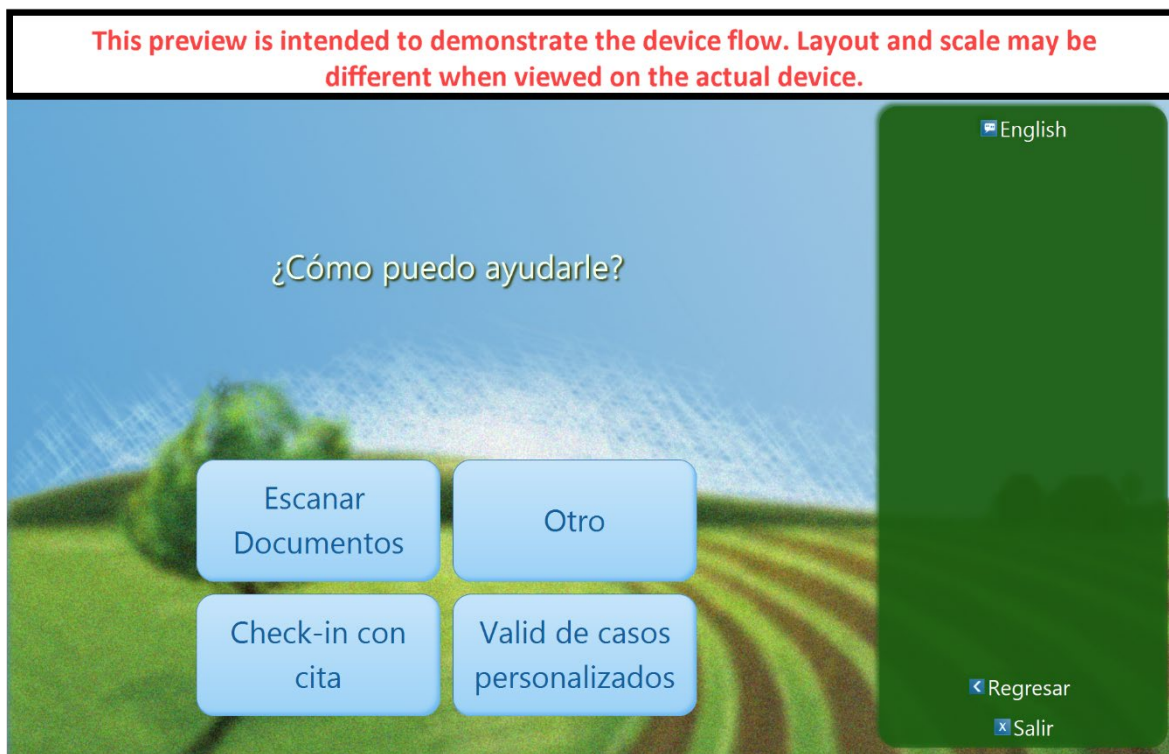 This preview is intended to demonstrate the device flow. Layout and scale may be
different when viewed on the actual device.
English
¿Cómo puedo ayudarle?
Escanar
Documentos
Otro
Check-in con
cita
Valid de casos
personalizados
Regresar
Salir